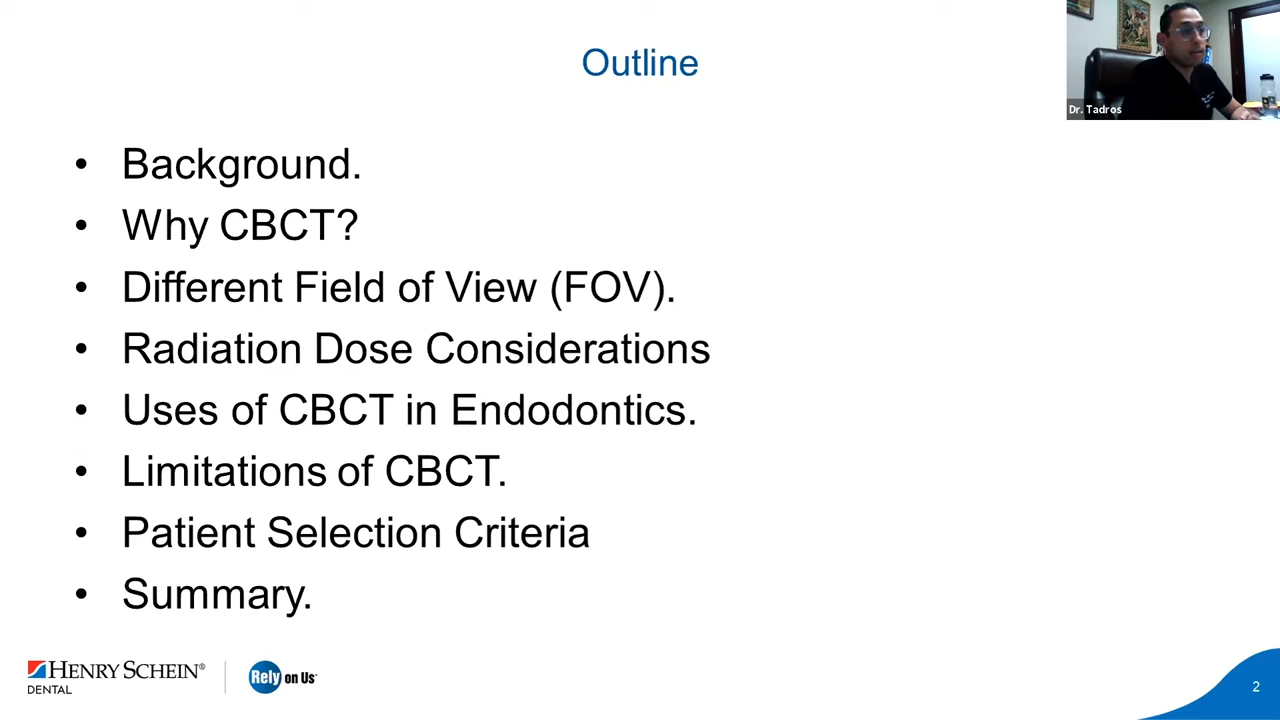 Outline
Dr. Tadros
• Background.
• Why CBCT?
• Different Field of View (FOV).
• Radiation Dose Considerations
• Uses of CBCT in Endodontics.
• Limitations of CBCT.
• Patient Selection Criteria
• Summary.
HENRY SCHEIN®
DENTAL
Rely on Us™
2